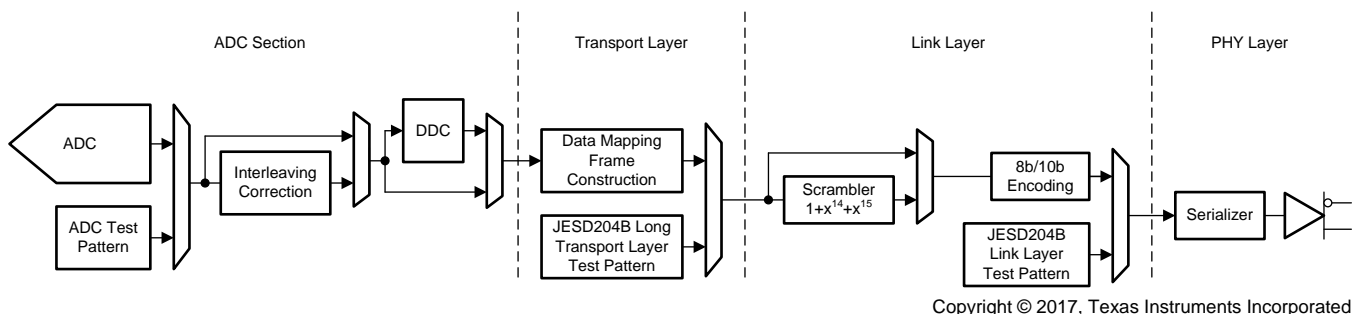 ADC Section
Transport Layer
Link Layer
PHY Layer
ADC
ADC Test
Pattern
Interleaving
Correction
DDC
Data Mapping
Frame
Construction
JESD204B Long
Transport Layer
Test Pattern
Scrambler
1+x¹⁴+x¹⁵
8b/10b
Encoding
JESD204B
Link Layer
Test Pattern
Serializer
Copyright © 2017, Texas Instruments Incorporated